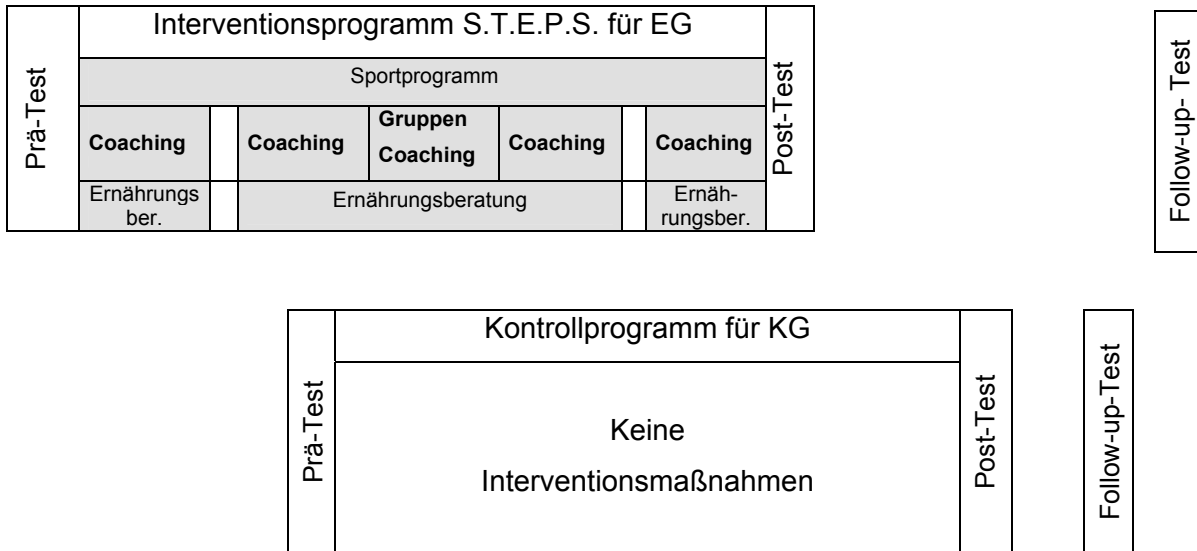 Prä-Test
Interventionsprogramm S.T.E.P.S. für EG
Sportprogramm
Coaching
Coaching
Gruppen
Coaching
Coaching
Coaching
Ernährungs
ber.
Ernährungsberatung
Ernäh-
rungsber.
Post-Test
Follow-up- Test
Prä-Test
Kontrollprogramm für KG
Keine
Interventionsmaßnahmen
Post-Test
Follow-up-Test